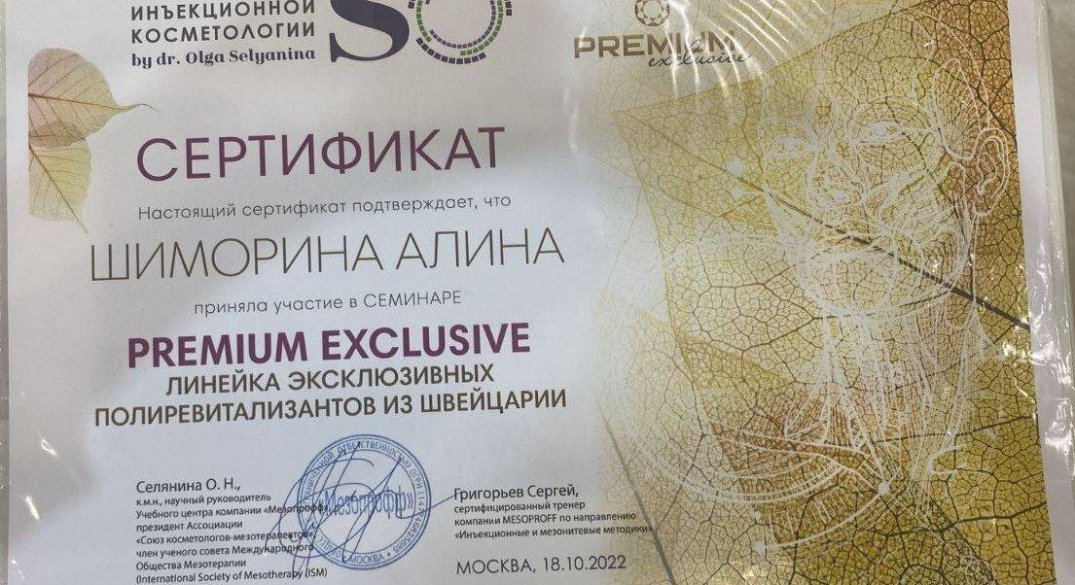 ИНЪЕКЦИОННОЙ
КОСМЕТОЛОГИИ
by dr. Olga Selyanina
SO
PREMIUM
exclusive
СЕРТИФИКАТ
Настоящий сертификат подтверждает, что
ШИМОРИНА АЛИНА
приняла участие в СЕМИНАРЕ
PREMIUM EXCLUSIVE
ЛИНЕЙКА ЭКСКЛЮЗИВНЫХ
ПОЛИРЕВИТАЛИЗАНТОВ ИЗ ШВЕЙЦАРИИ
Селянина О. Н.,
к.м.н., научный руководитель
Учебного центра компании «Мезопрофф»,
президент Ассоциации
«Союз косметологов-мезотерапевтов»,
член ученого совета Международного
Общества Мезотерапии
(International Society of Mesotherapy (ISM)
«Мезопрофф»
МОСКВА
Григорьев Сергей,
сертифицированный тренер
компании MESOPROFF по направлению
«Инъекционные и мезонитевые методики»
МОСКВА, 18.10.2022